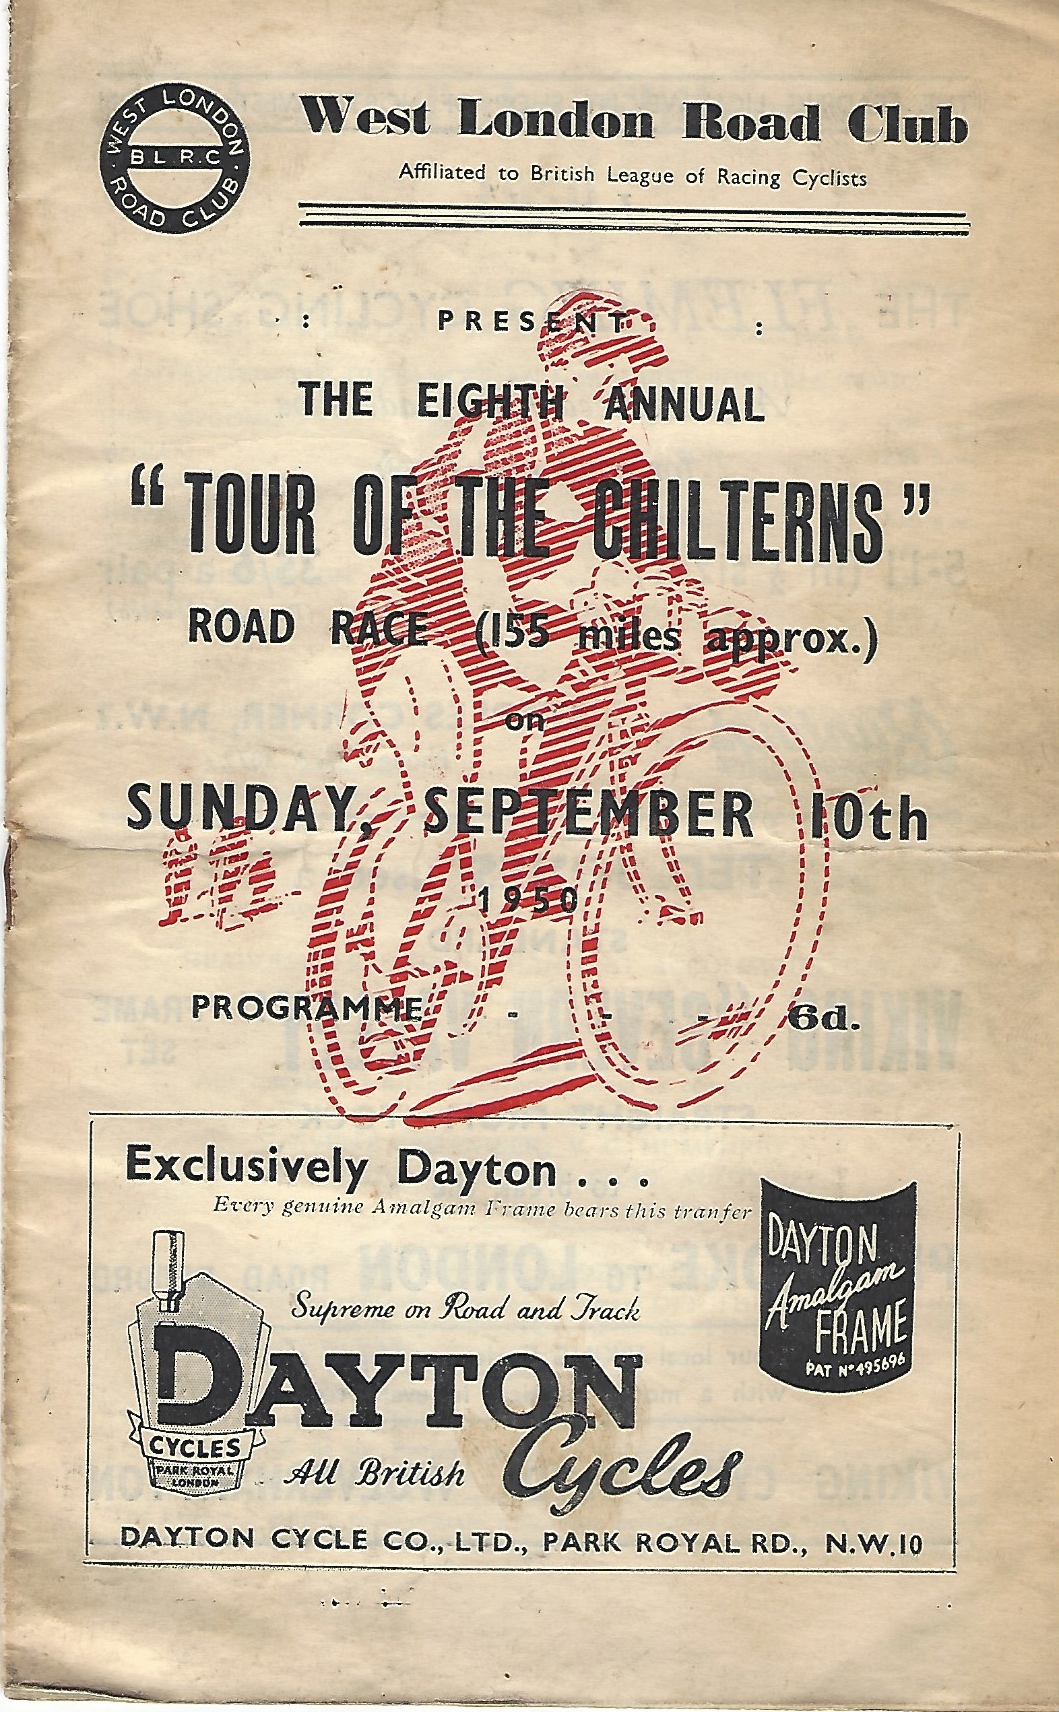 WEST LONDON
B.L.R.C
ROAD CLUB
West London Road Club
Affiliated to British League of Racing Cyclists
: PRESENT :
THE EIGHTH ANNUAL
“TOUR OF THE CHILTERNS”
ROAD RACE (155 miles approx.)
on
SUNDAY, SEPTEMBER 10th
1950
PROGRAMME - - - 6d.
Exclusively Dayton . . .
Every genuine Amalgam Frame bears this tranfer
DAYTON
Amalgam
FRAME
PAT Nº 495696
Supreme on Road and Track
DAYTON
CYCLES
PARK ROYAL
LONDON
All British Cycles
DAYTON CYCLE CO., LTD., PARK ROYAL RD., N.W.10